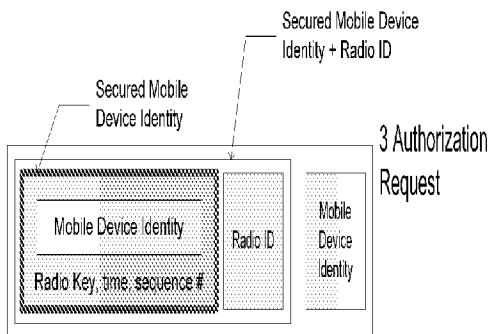 Secured Mobile Device
Identity + Radio ID
Secured Mobile
Device Identity
3 Authorization
Request
Mobile Device Identity
Radio Key, time, sequence #
Radio ID
Mobile
Device
Identity